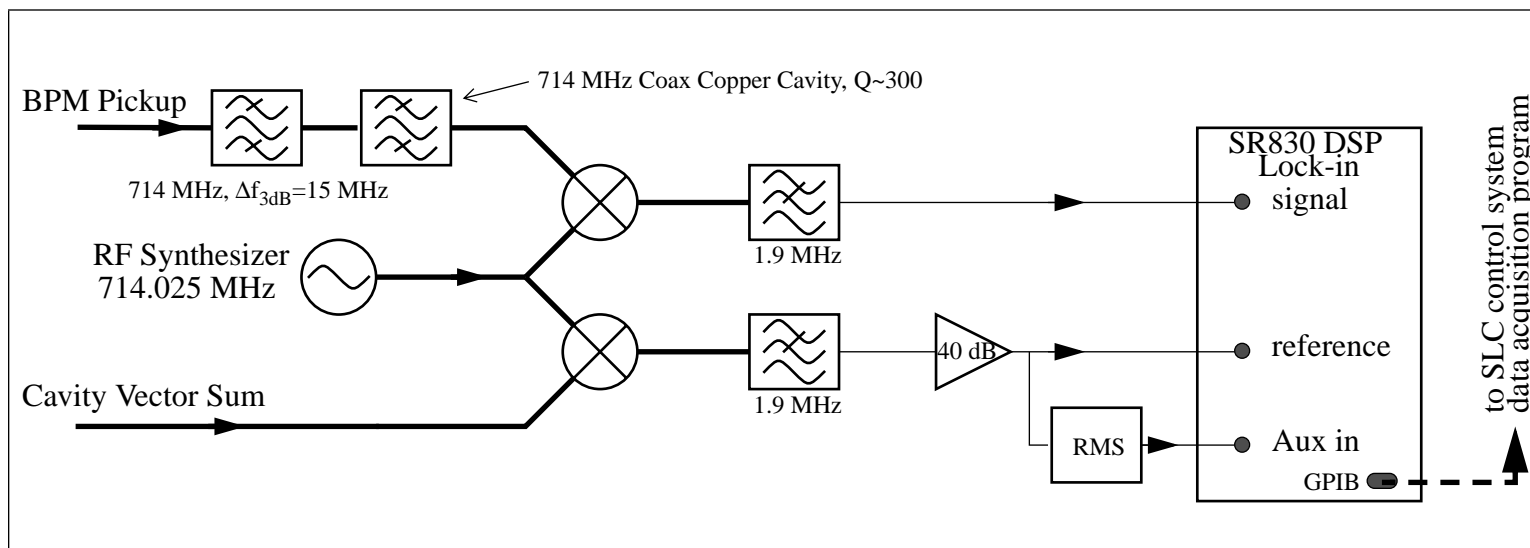 714 MHz Coax Copper Cavity, Q~300
BPM Pickup
714 MHz, Δf3dB=15 MHz
RF Synthesizer
714.025 MHz
Cavity Vector Sum
1.9 MHz
1.9 MHz
40 dB
RMS
SR830 DSP
Lock-in
signal
reference
Aux in
GPIB
to SLC control system
data acquisition program